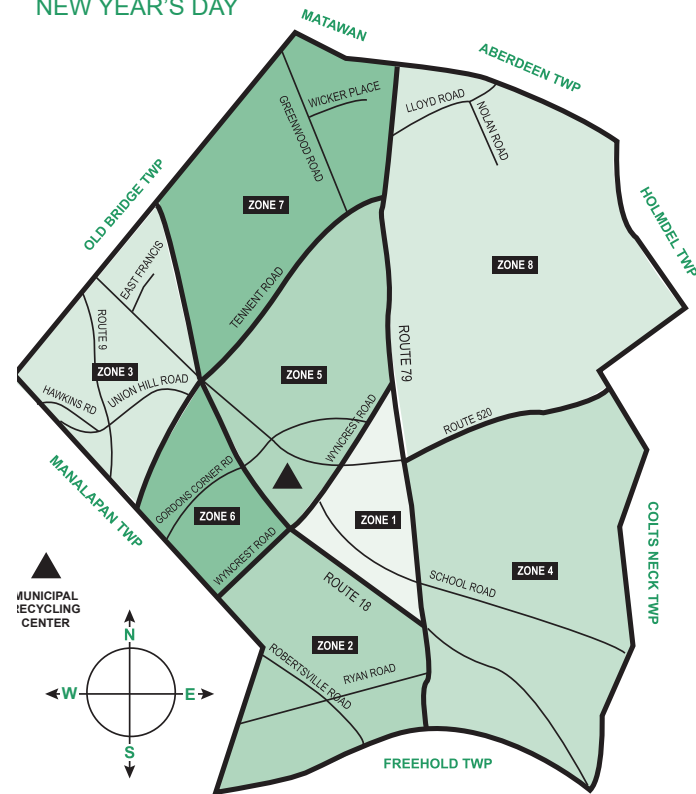 NEW YEAR'S DAY
MATAWAN
ABERDEEN TWP
WICKER PLACE
LLOYD ROAD
GREENWOOD ROAD
NOLAN ROAD
OLD BRIDGE TWP
ZONE 7
HOLMDEL TWP
EAST FRANCIS
ZONE 8
TENNENT ROAD
ROUTE 9
ROUTE 79
ZONE 3
ZONE 5
UNION HILL ROAD
HAWKINS RD
WYNCREST ROAD
ROUTE 520
GORDONS CORNER RD
MANALAPAN TWP
ZONE 6
ZONE 1
COLTS NECK TWP
WYNCREST ROAD
ZONE 4
ROUTE 18
SCHOOL ROAD
MUNICIPAL
RECYCLING
CENTER
N
ZONE 2
ROBERTSVILLE ROAD
RYAN ROAD
W
E
S
FREEHOLD TWP